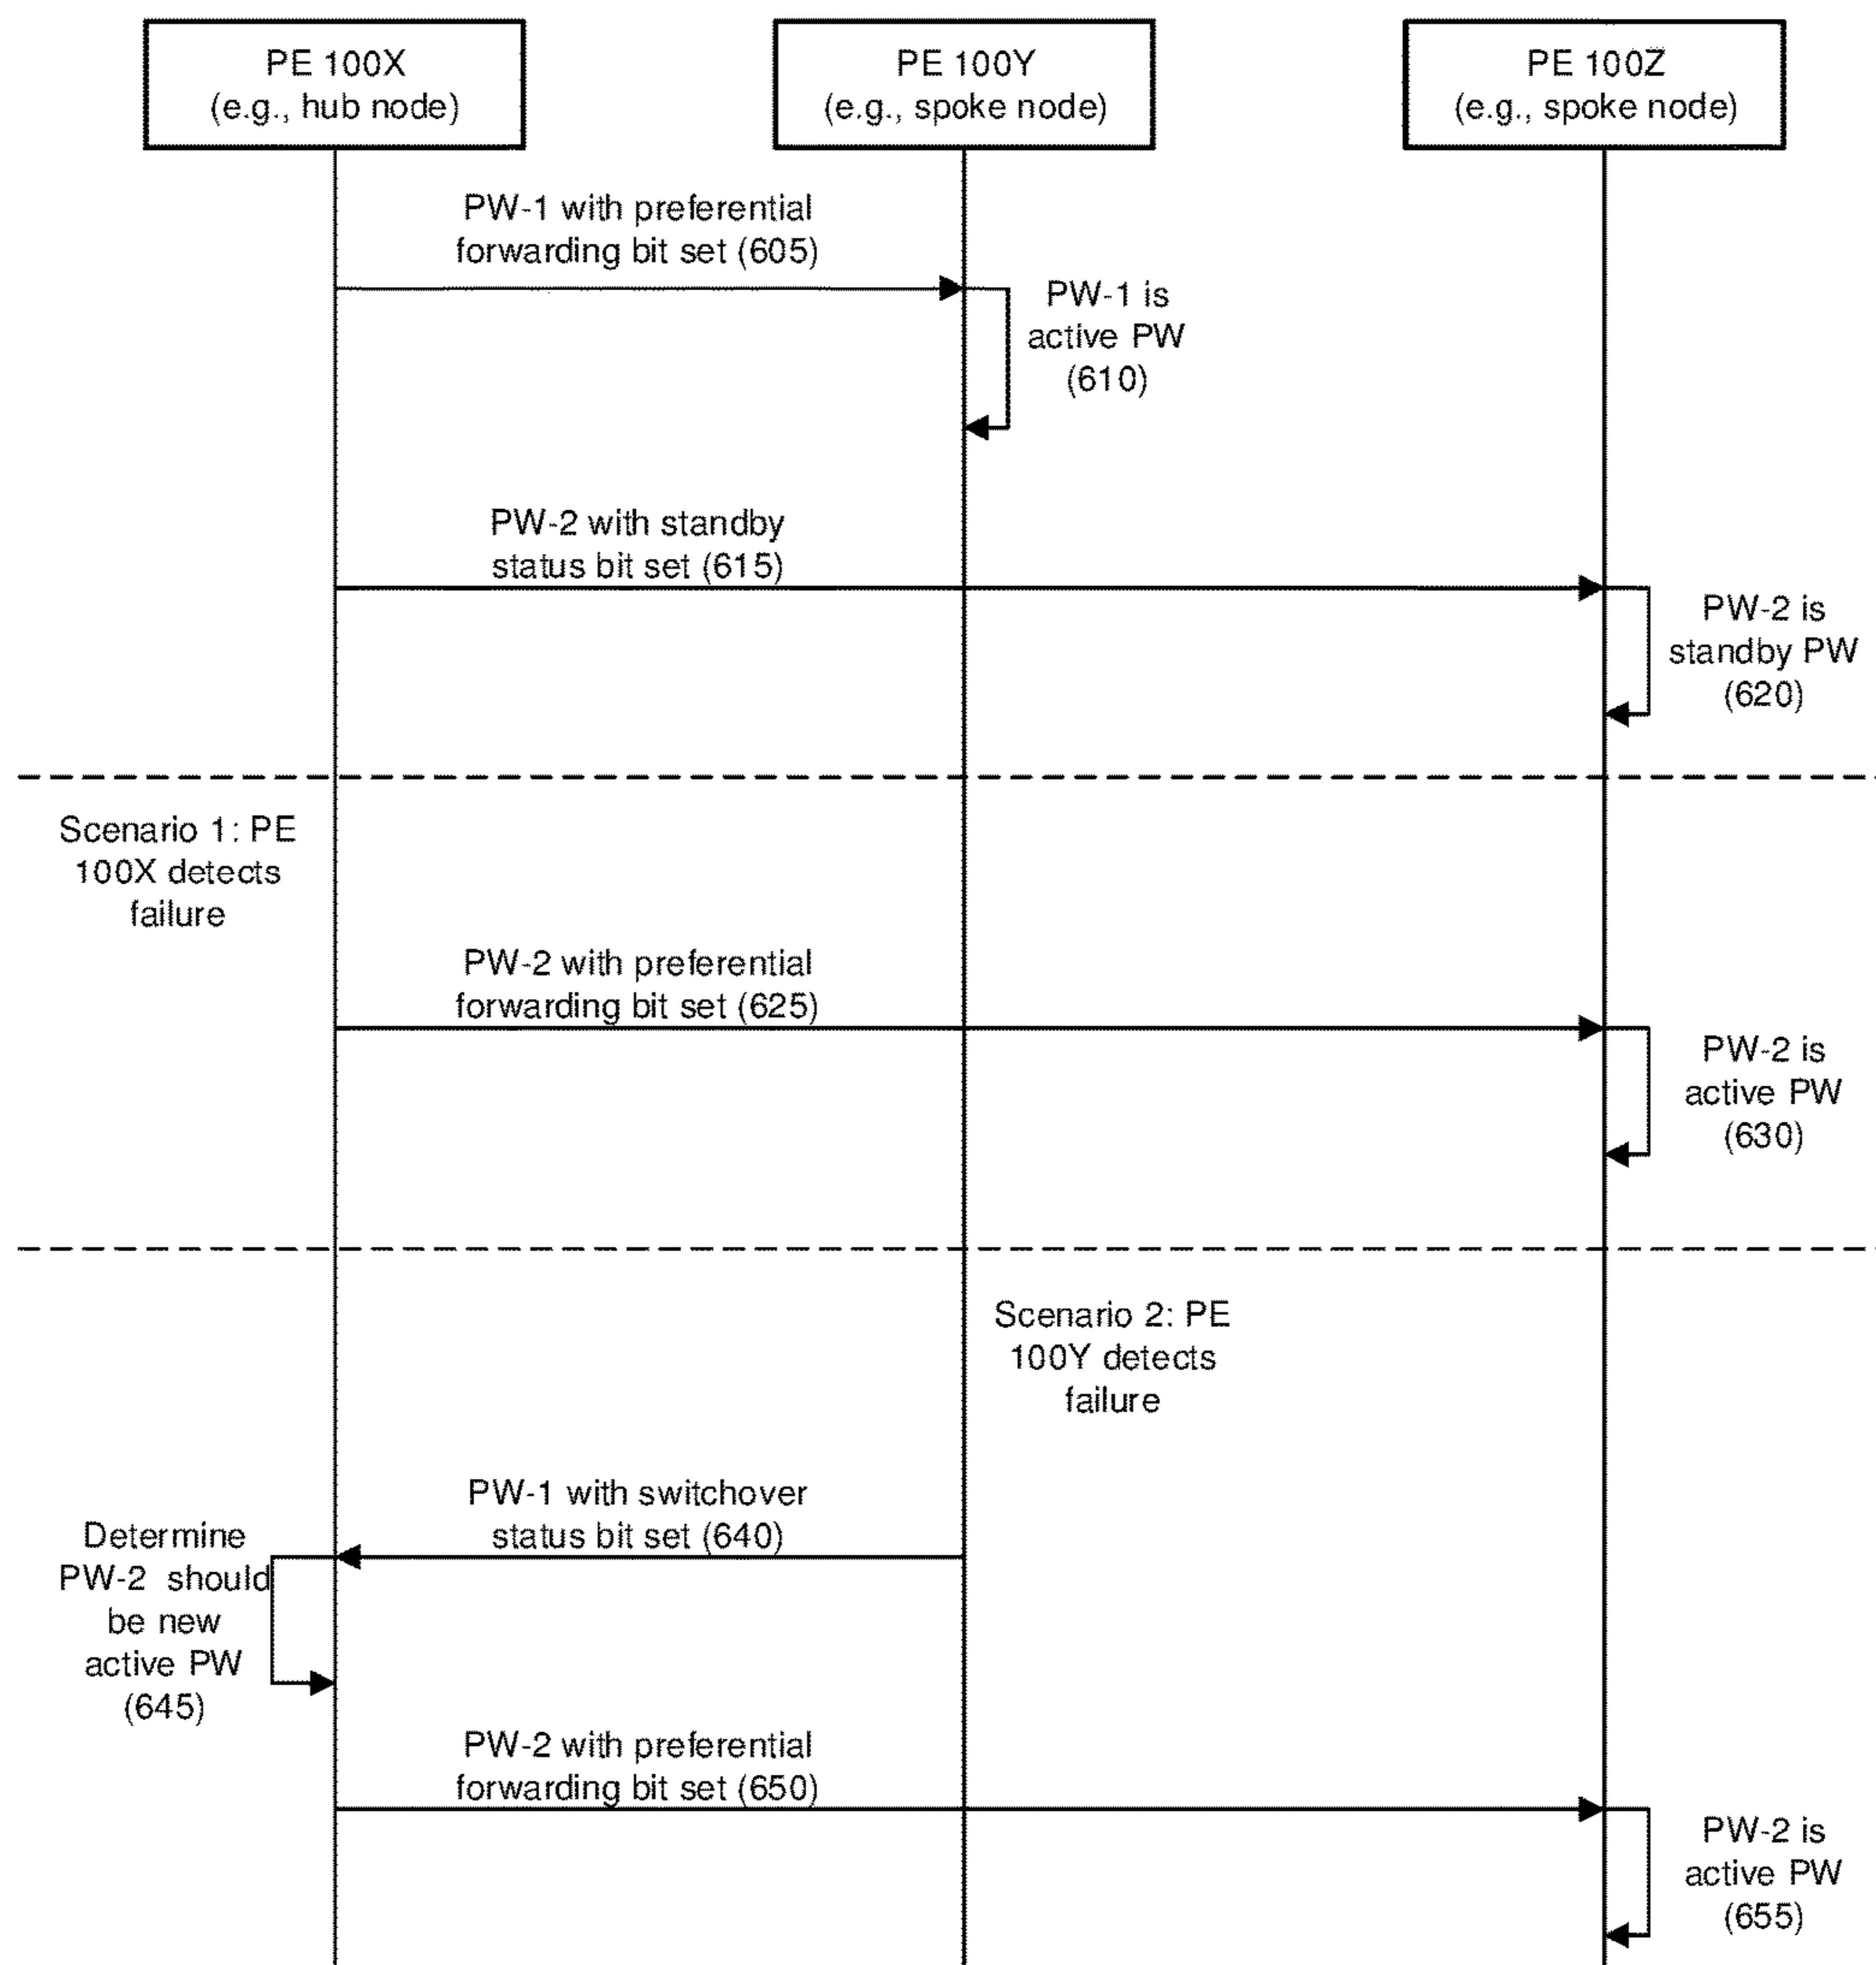 PE 100X
(e.g., hub node)
PE 100Y
(e.g., spoke node)
PE 100Z
(e.g., spoke node)
PW-1 with preferential
forwarding bit set (605)
PW-1 is
active PW
(610)
PW-2 with standby
status bit set (615)
PW-2 is
standby PW
(620)
Scenario 1: PE
100X detects
failure
PW-2 with preferential
forwarding bit set (625)
PW-2 is
active PW
(630)
Scenario 2: PE
100Y detects
failure
PW-1 with switchover
status bit set (640)
Determine
PW-2 should
be new
active PW
(645)
PW-2 with preferential
forwarding bit set (650)
PW-2 is
active PW
(655)